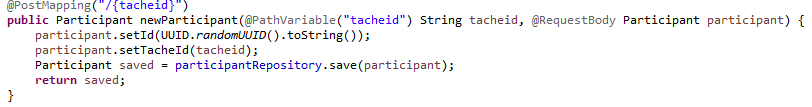 @PostMapping("/{tacheid}")
public Participant newParticipant(@PathVariable("tacheid") String tacheid, @RequestBody Participant participant) {
    participant.setId(UUID.randomUUID().toString());
    participant.setTacheId(tacheid);
    Participant saved = participantRepository.save(participant);
    return saved;
}